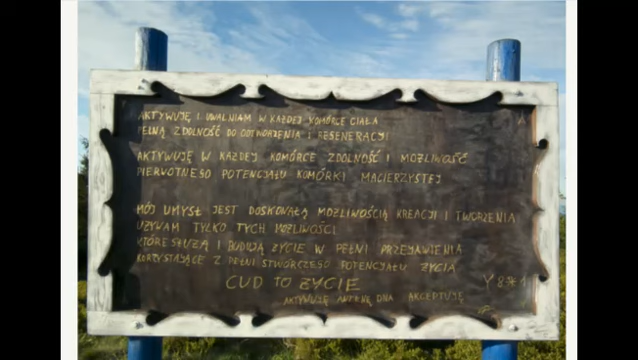 AKTYWUJĘ I UWALNIAM W KAŻDEJ KOMÓRCE CIAŁA
PEŁNĄ ZDOLNOŚĆ DO ODTWORZENIA I REGENERACJI
AKTYWUJĘ W KAŻDEJ KOMÓRCE ZDOLNOŚĆ I MOŻLIWOŚĆ
PIERWOTNEGO POTENCJAŁU KOMÓRKI MACIERZYSTEJ
MÓJ UMYSŁ JEST DOSKONAŁĄ MOŻLIWOŚCIĄ KREACJI I TWORZENIA
UŻYWAM TYLKO TYCH MOŻLIWOŚCI
KTÓRE SŁUŻĄ I BUDUJĄ ŻYCIE W PEŁNI PRZEJAWIENIA
KORZYSTAJĄCE Z PEŁNI STWÓRCZEGO POTENCJAŁU ŻYCIA
CUD TO ŻYCIE
AKTYWUJĘ DNA AKCEPTUJĘ